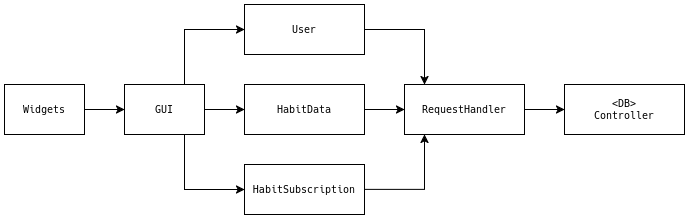 User
Widgets
GUI
HabitData
RequestHandler
<DB>
Controller
HabitSubscription